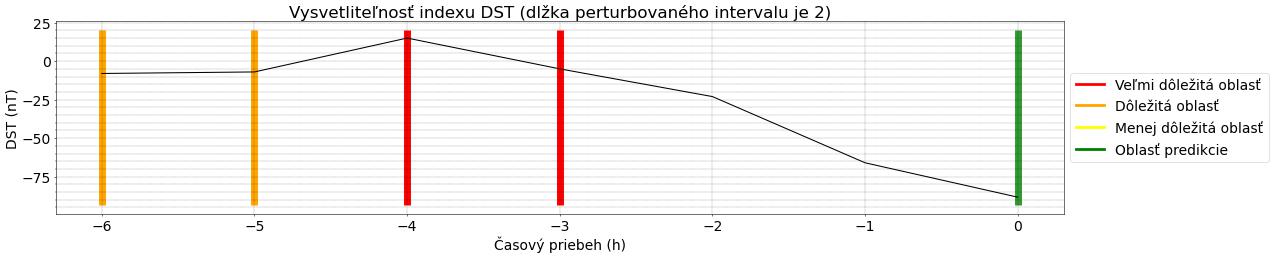 Vysvetliteľnosť indexu DST (dlžka perturbovaného intervalu je 2)
25
0
−25
−50
−75
DST (nT)
−6 −5 −4 −3 −2 −1 0
Časový priebeh (h)
Veľmi dôležitá oblasť
Dôležitá oblasť
Menej dôležitá oblasť
Oblasť predikcie